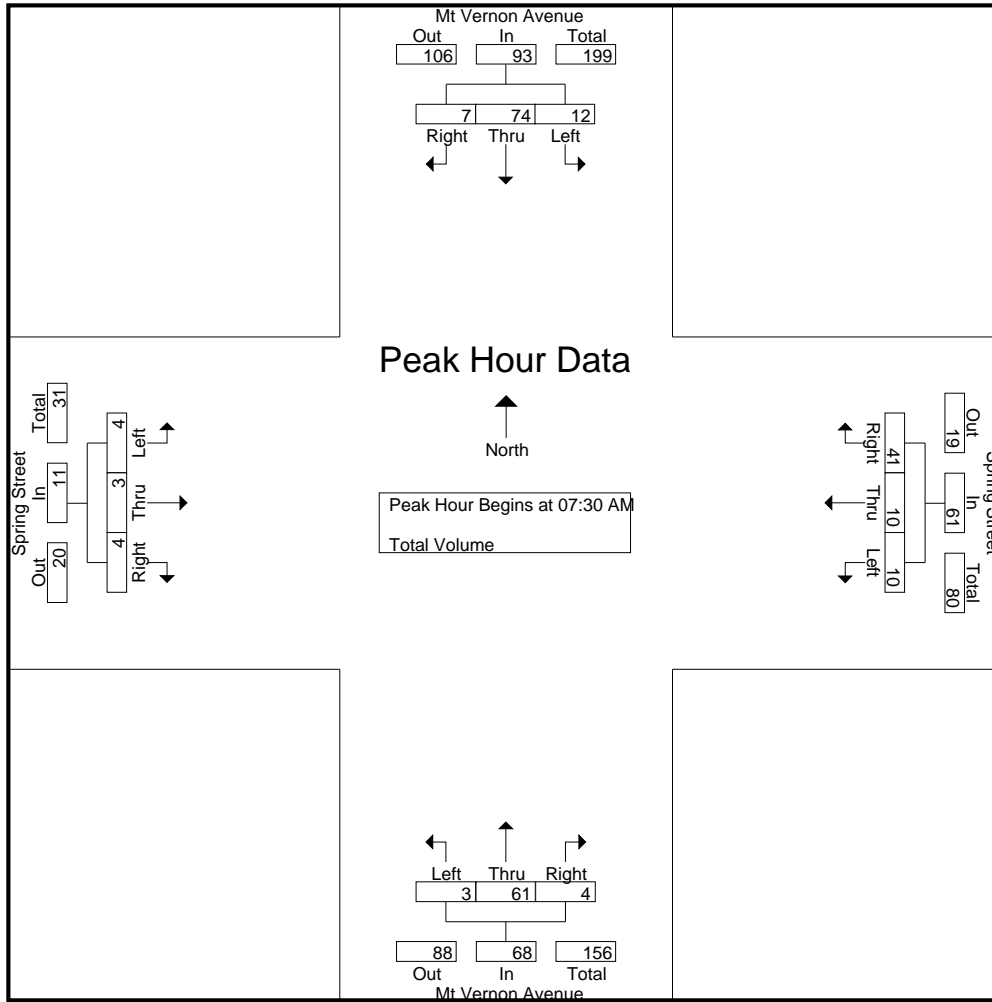 Mt Vernon Avenue
Out In Total
106 93 199
7 74 12
Right Thru Left
Peak Hour Data
North
Peak Hour Begins at 07:30 AM
Total Volume
Spring Street
Out In Total
20 11 31
4 3 4
Left Thru Right
Spring Street
Out In Total
19 61 80
41 10 10
Right Thru Left
Left Thru Right
3 61 4
88 68 156
Out In Total
Mt Vernon Avenue